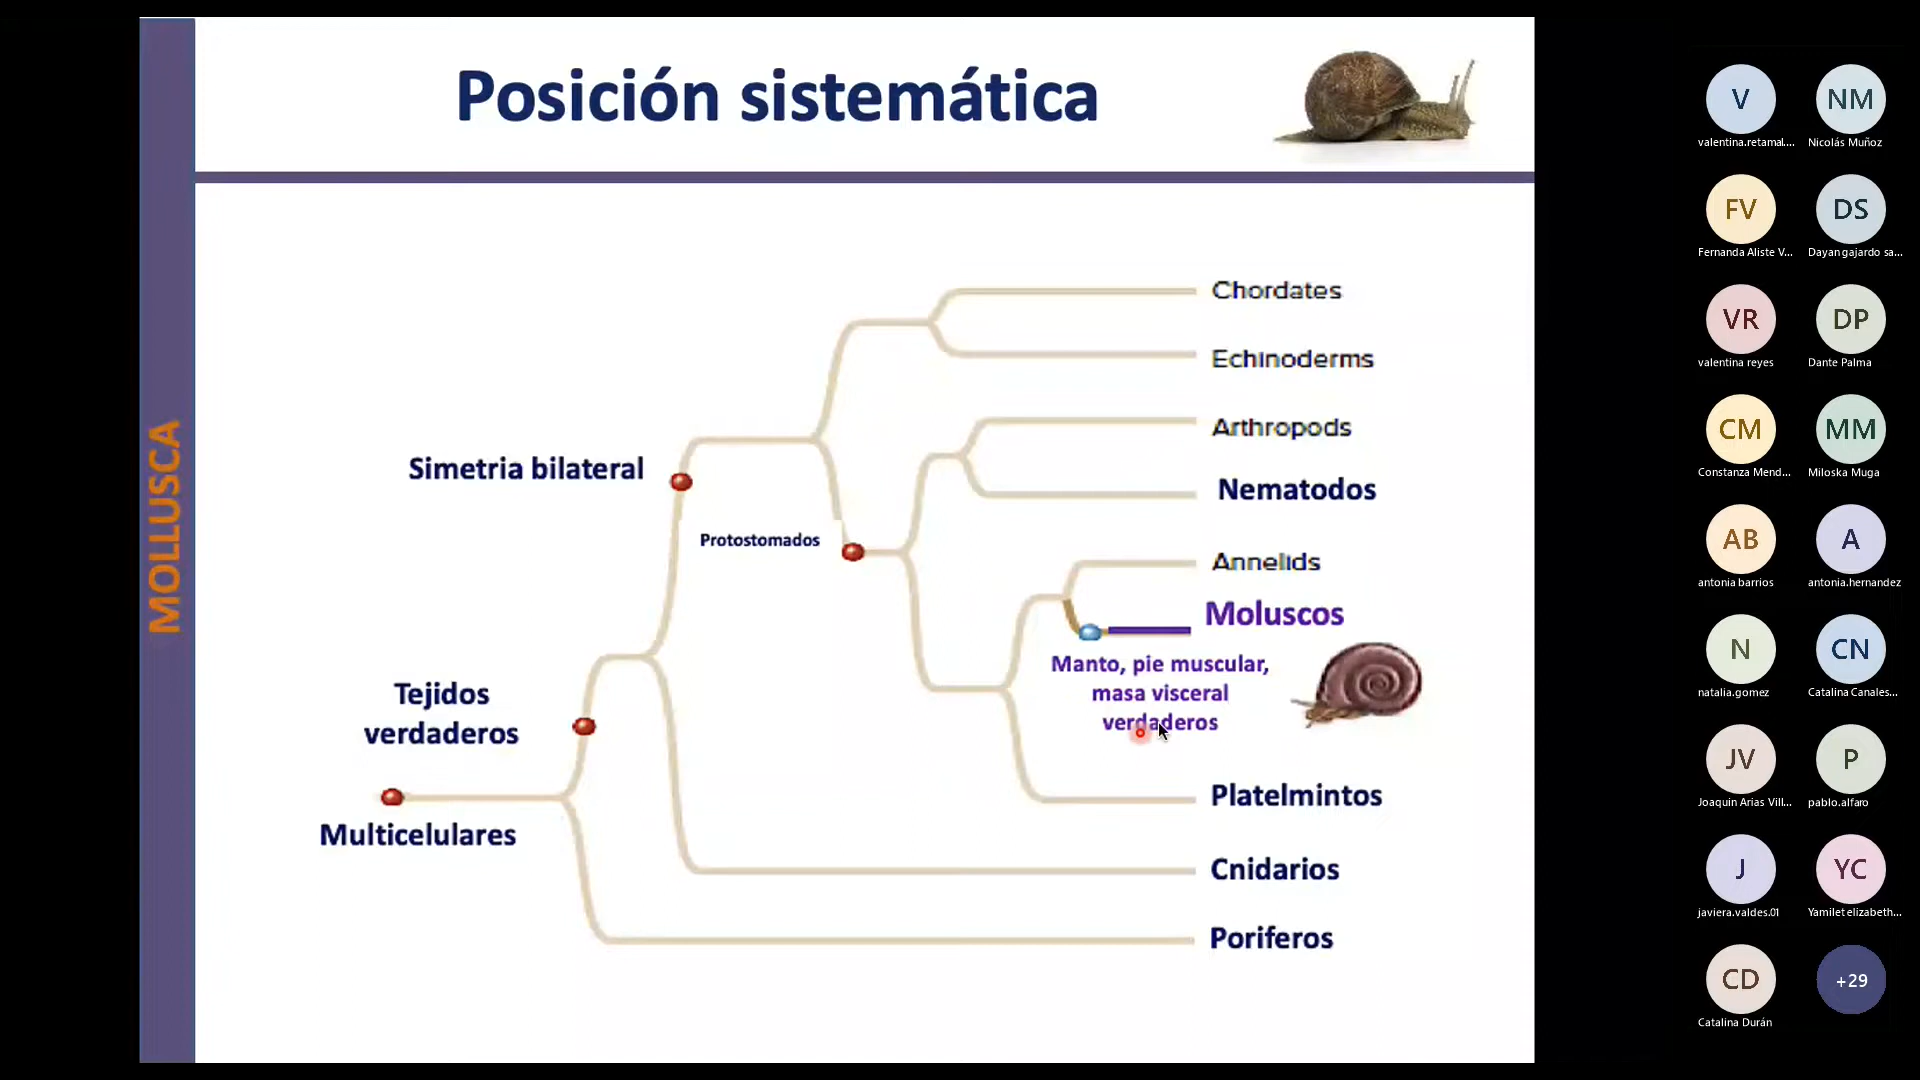 Posición sistemática
MOLLUSCA
Chordates
Echinoderms
Arthropods
Simetria bilateral
Nematodos
Protostomados
Annelids
Moluscos
Manto, pie muscular,
masa visceral
verdaderos
Tejidos
verdaderos
Platelmintos
Multicelulares
Cnidarios
Poriferos
V
valentina.retamal....
NM
Nicolás Muñoz
FV
Fernanda Aliste V...
DS
Dayan gajardo sa...
VR
valentina reyes
DP
Dante Palma
CM
Constanza Mend...
MM
Miloska Muga
AB
antonia barrios
A
antonia.hernandez
N
natalia.gomez
CN
Catalina Canales...
JV
Joaquin Arias Vill...
P
pablo.alfaro
J
javiera.valdes.01
YC
Yamilet elizabeth...
CD
Catalina Durán
+29